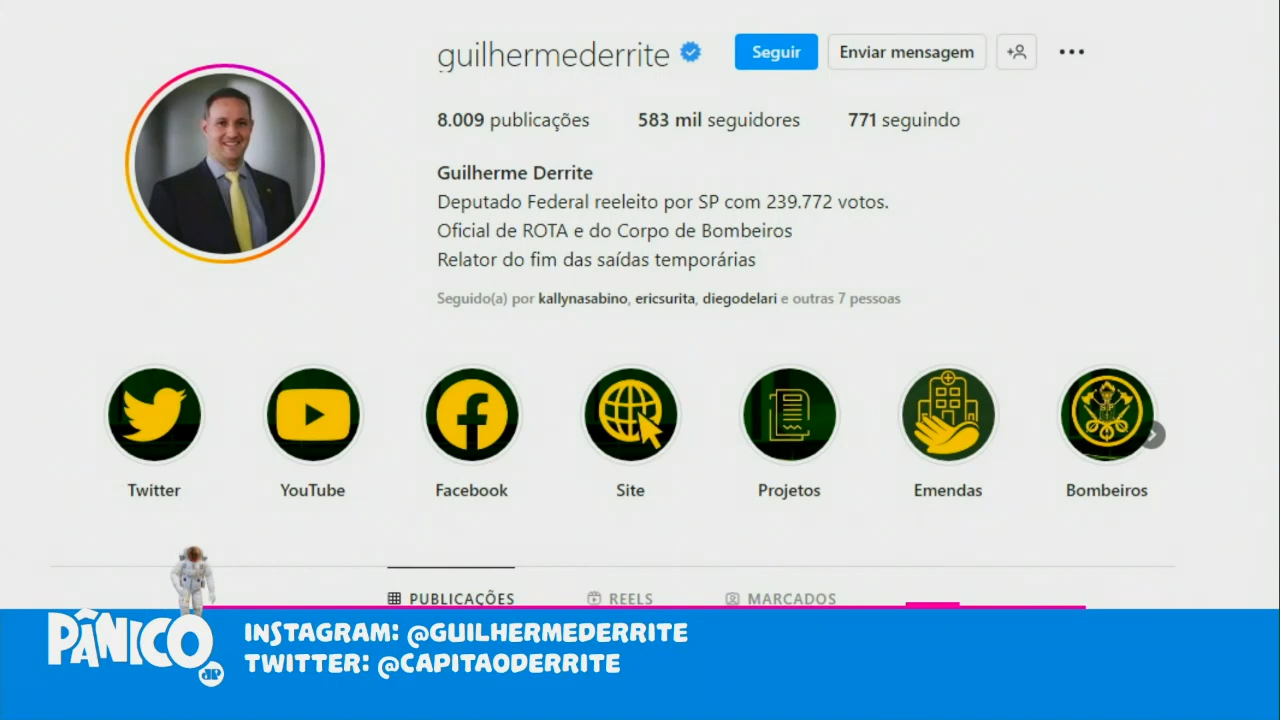 guilhermederrite Seguir Enviar mensagem
8.009 publicações 583 mil seguidores 771 seguindo
Guilherme Derrite
Deputado Federal reeleito por SP com 239.772 votos.
Oficial de ROTA e do Corpo de Bombeiros
Relator do fim das saídas temporárias
Seguido(a) por kallynasabino, ericsurita, diegodelari e outras 7 pessoas
SP
Twitter YouTube Facebook Site Projetos Emendas Bombeiros
PUBLICAÇÕES REELS MARCADOS
PÂNICO
JP
INSTAGRAM: @GUILHERMEDERRITE
TWITTER: @CAPITAODERRITE